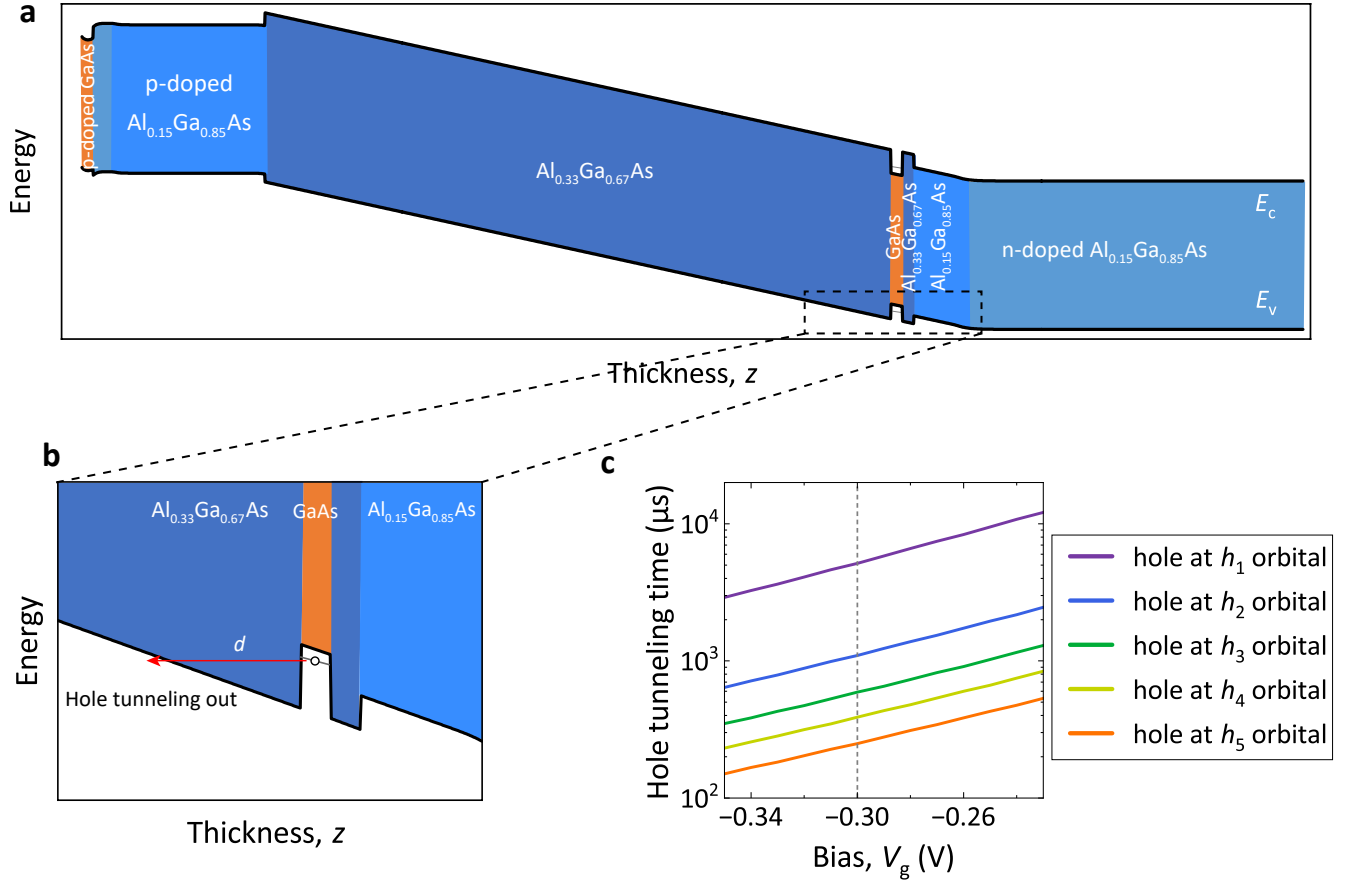 a
Energy
p-doped GaAs
p-doped
Al0.15Ga0.85As
Al0.33Ga0.67As
GaAs
Al0.33Ga0.67As
Al0.15Ga0.85As
n-doped Al0.15Ga0.85As
Ec
Ev
Thickness, z
b
Energy
Al0.33Ga0.67As
GaAs
Al0.15Ga0.85As
d
Hole tunneling out
Thickness, z
c
Hole tunneling time (µs)
10^4
10^3
10^2
−0.34
−0.30
−0.26
Bias, Vg (V)
hole at h1 orbital
hole at h2 orbital
hole at h3 orbital
hole at h4 orbital
hole at h5 orbital